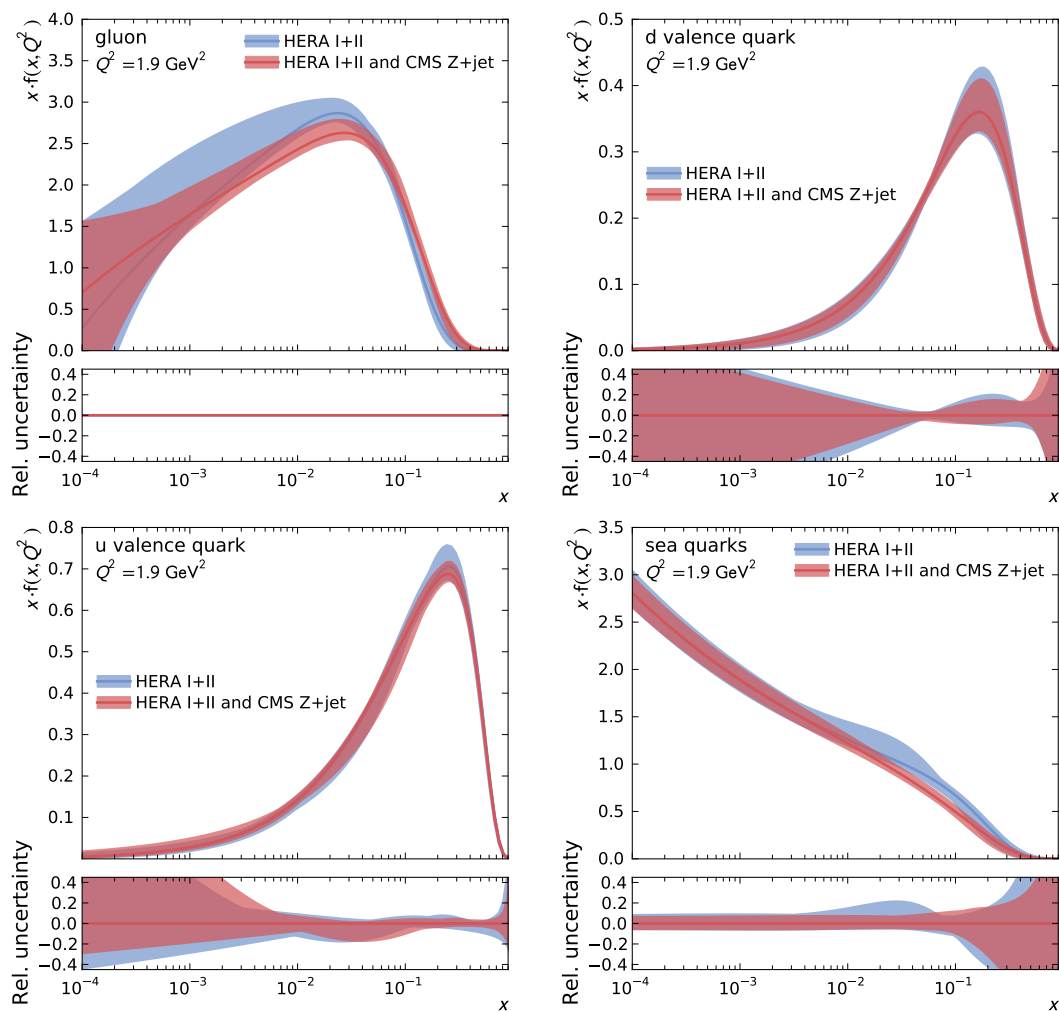 gluon
Q² =1.9 GeV²
HERA I+II
HERA I+II and CMS Z+jet
x·f(x,Q²)
4.0
3.5
3.0
2.5
2.0
1.5
1.0
0.5
0.0
Rel. uncertainty
0.4
0.2
0.0
−0.2
−0.4
10⁻⁴ 10⁻³ 10⁻² 10⁻¹
x
d valence quark
Q² =1.9 GeV²
HERA I+II
HERA I+II and CMS Z+jet
x·f(x,Q²)
0.5
0.4
0.3
0.2
0.1
0.0
Rel. uncertainty
0.4
0.2
0.0
−0.2
−0.4
10⁻⁴ 10⁻³ 10⁻² 10⁻¹
x
u valence quark
Q² =1.9 GeV²
HERA I+II
HERA I+II and CMS Z+jet
x·f(x,Q²)
0.8
0.7
0.6
0.5
0.4
0.3
0.2
0.1
Rel. uncertainty
0.4
0.2
0.0
−0.2
−0.4
10⁻⁴ 10⁻³ 10⁻² 10⁻¹
x
sea quarks
Q² =1.9 GeV²
HERA I+II
HERA I+II and CMS Z+jet
x·f(x,Q²)
3.5
3.0
2.5
2.0
1.5
1.0
0.5
0.0
Rel. uncertainty
0.4
0.2
0.0
−0.2
−0.4
10⁻⁴ 10⁻³ 10⁻² 10⁻¹
x